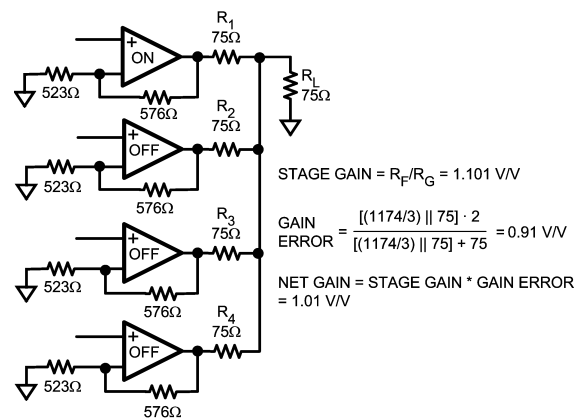 R1
75Ω
+
ON
523Ω
576Ω
RL
75Ω
R2
75Ω
+
OFF
523Ω
576Ω
STAGE GAIN = RF/RG = 1.101 V/V
R3
75Ω
+
OFF
523Ω
576Ω
GAIN ERROR = [(1174/3) || 75] · 2 / [(1174/3) || 75] + 75 = 0.91 V/V
NET GAIN = STAGE GAIN * GAIN ERROR
= 1.01 V/V
R4
75Ω
+
OFF
523Ω
576Ω